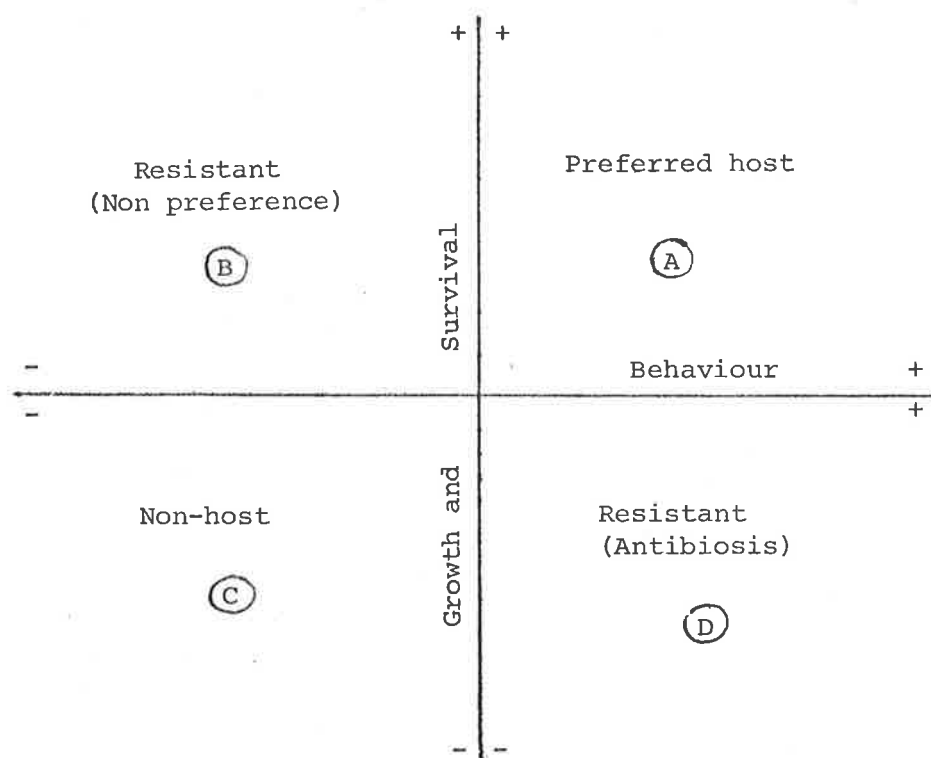 + +
Resistant
(Non preference)
B
Preferred host
A
Survival
-
Behaviour
+
-
+
Growth and
Non-host
C
Resistant
(Antibiosis)
D
- -